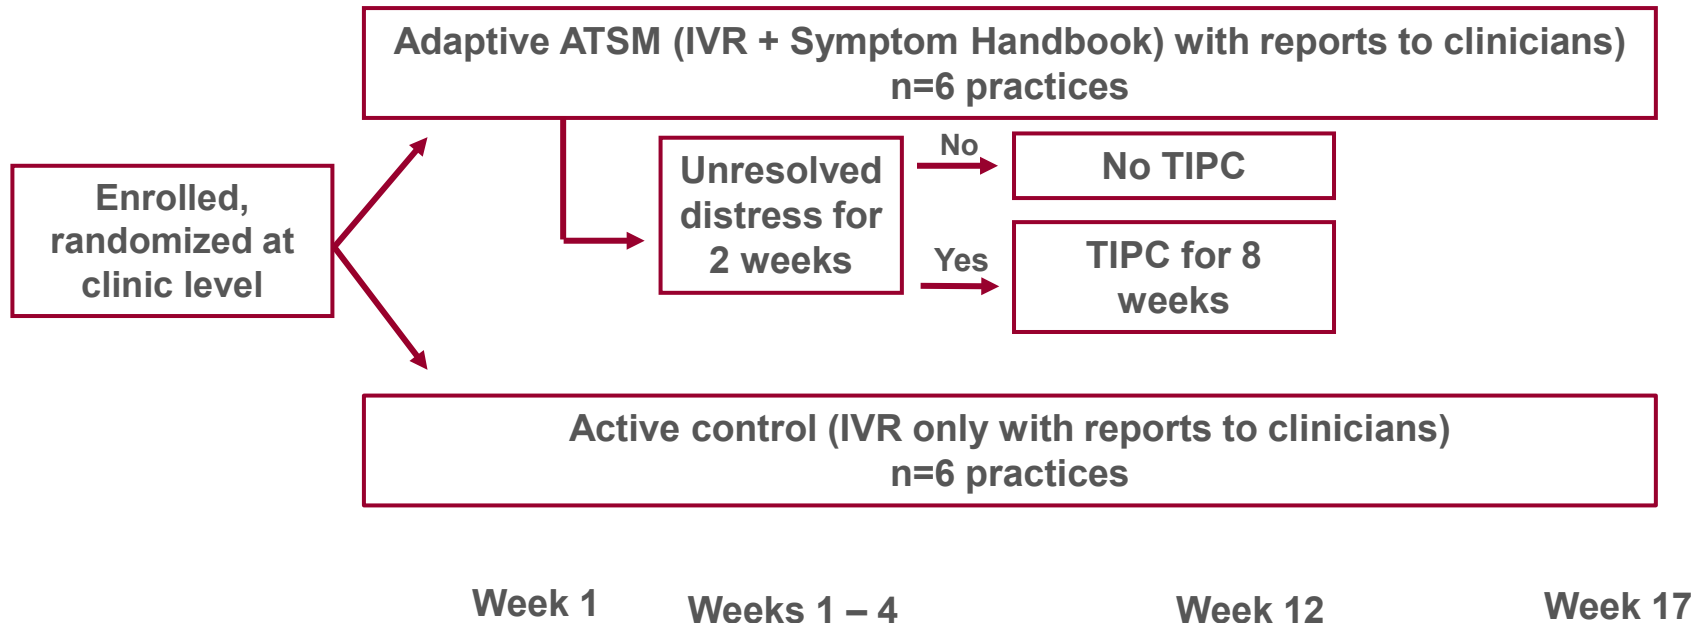 Adaptive ATSM (IVR + Symptom Handbook) with reports to clinicians)
n=6 practices
Enrolled,
randomized at
clinic level
Unresolved
distress for
2 weeks
No
No TIPC
Yes
TIPC for 8
weeks
Active control (IVR only with reports to clinicians)
n=6 practices
Week 1
Weeks 1 – 4
Week 12
Week 17